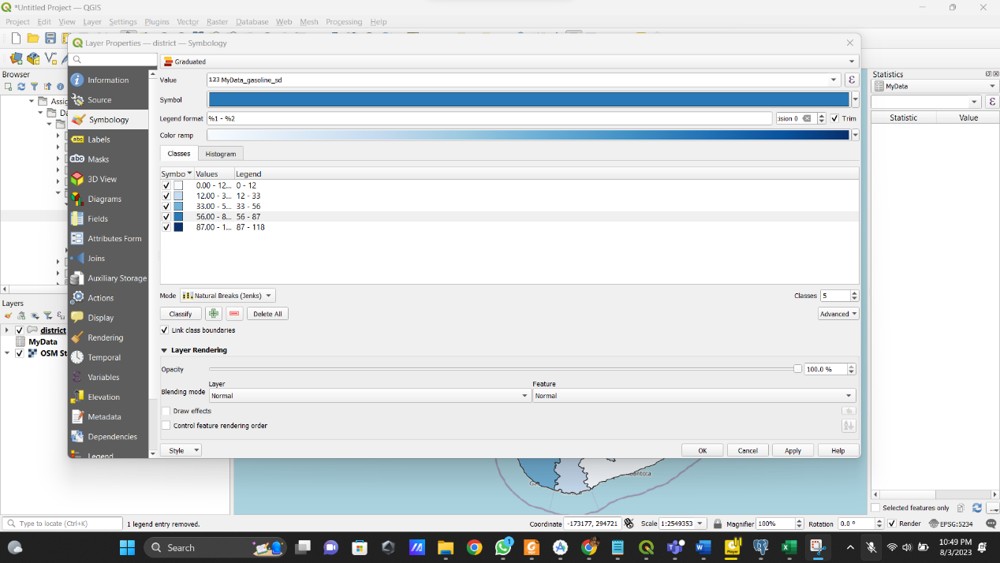 *Untitled Project — QGIS
Project Edit View Layer Settings Plugins Vector Raster Database Web Mesh Processing Help
Layer Properties — district — Symbology
Browser
Statistics
Graduated
MyData
Information
Value 123 MyData_gasoline_sd ε
Source
Symbol
Symbology
Legend format %1 - %2 ision 0 Trim
Statistic Value
Labels
Color ramp
Masks
Classes Histogram
3D View
Symbo Values Legend
0.00 - 12... 0 - 12
12.00 - 3... 12 - 33
33.00 - 5... 33 - 56
56.00 - 8... 56 - 87
87.00 - 1... 87 - 118
Diagrams
Fields
Attributes Form
Joins
Auxiliary Storage
Mode Natural Breaks (Jenks) Classes 5
Actions
Classify Delete All Advanced
Display
Link class boundaries
Rendering
Layer Rendering
Temporal
Opacity 100.0 %
Variables
Layer Feature
Blending mode Normal Normal
Elevation
Draw effects
Metadata
Control feature rendering order
Dependencies
Legend
Style OK Cancel Apply Help
Assig
Da
Layers
district
MyData
OSM St
Selected features only
Type to locate (Ctrl+K) 1 legend entry removed. Coordinate -173177, 294721 Scale 1:2549353 Magnifier 100% Rotation 0.0 ° Render EPSG:5234
Search
10:49 PM
8/3/2023